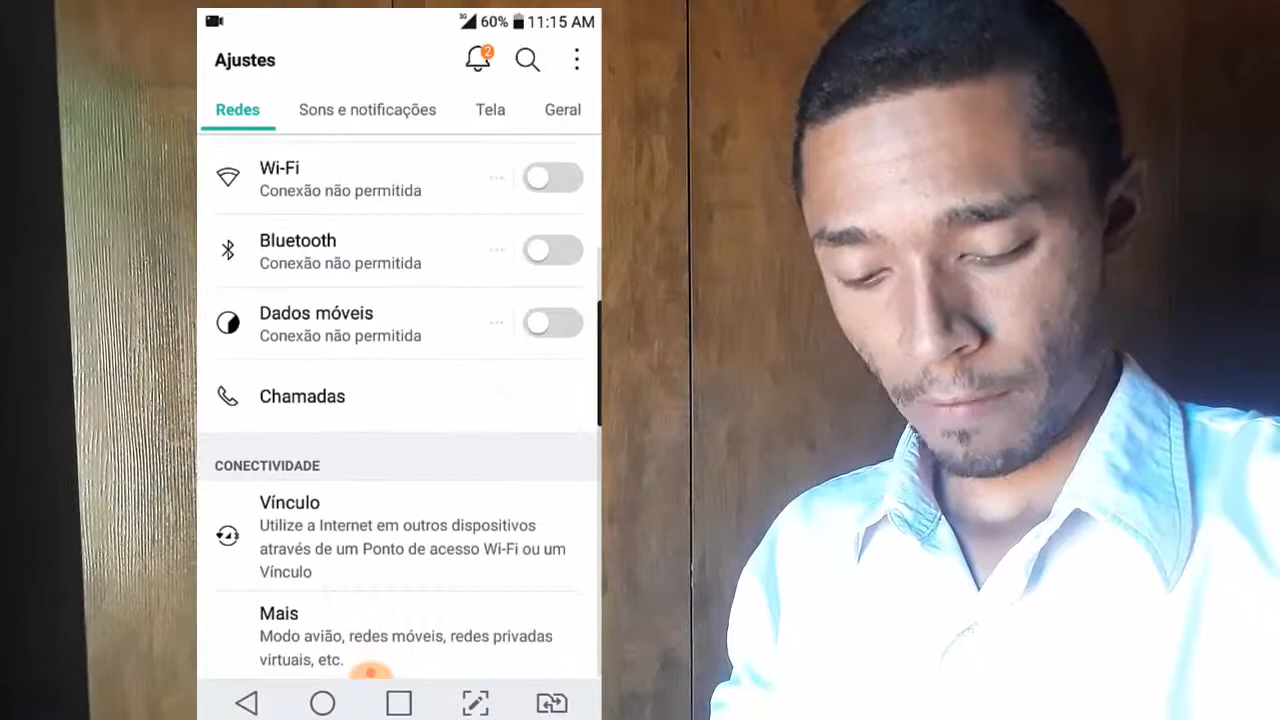 3G 60% 11:15 AM
Ajustes 2
Redes Sons e notificações Tela Geral
Wi-Fi
Conexão não permitida
Bluetooth
Conexão não permitida
Dados móveis
Conexão não permitida
Chamadas
CONECTIVIDADE
Vínculo
Utilize a Internet em outros dispositivos
através de um Ponto de acesso Wi-Fi ou um
Vínculo
Mais
Modo avião, redes móveis, redes privadas
virtuais, etc.